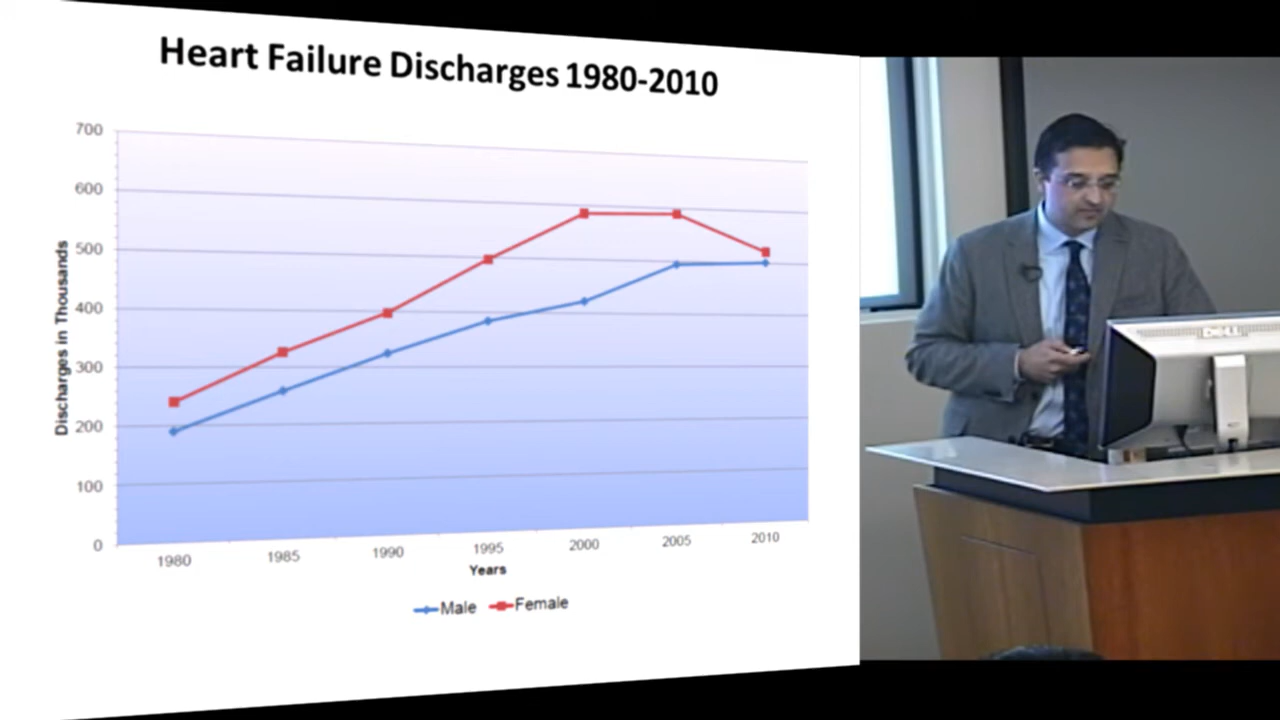 Heart Failure Discharges 1980-2010
700
600
500
400
300
200
100
0
Discharges in Thousands
1980 1985 1990 1995 2000 2005 2010
Years
Male Female
DELL